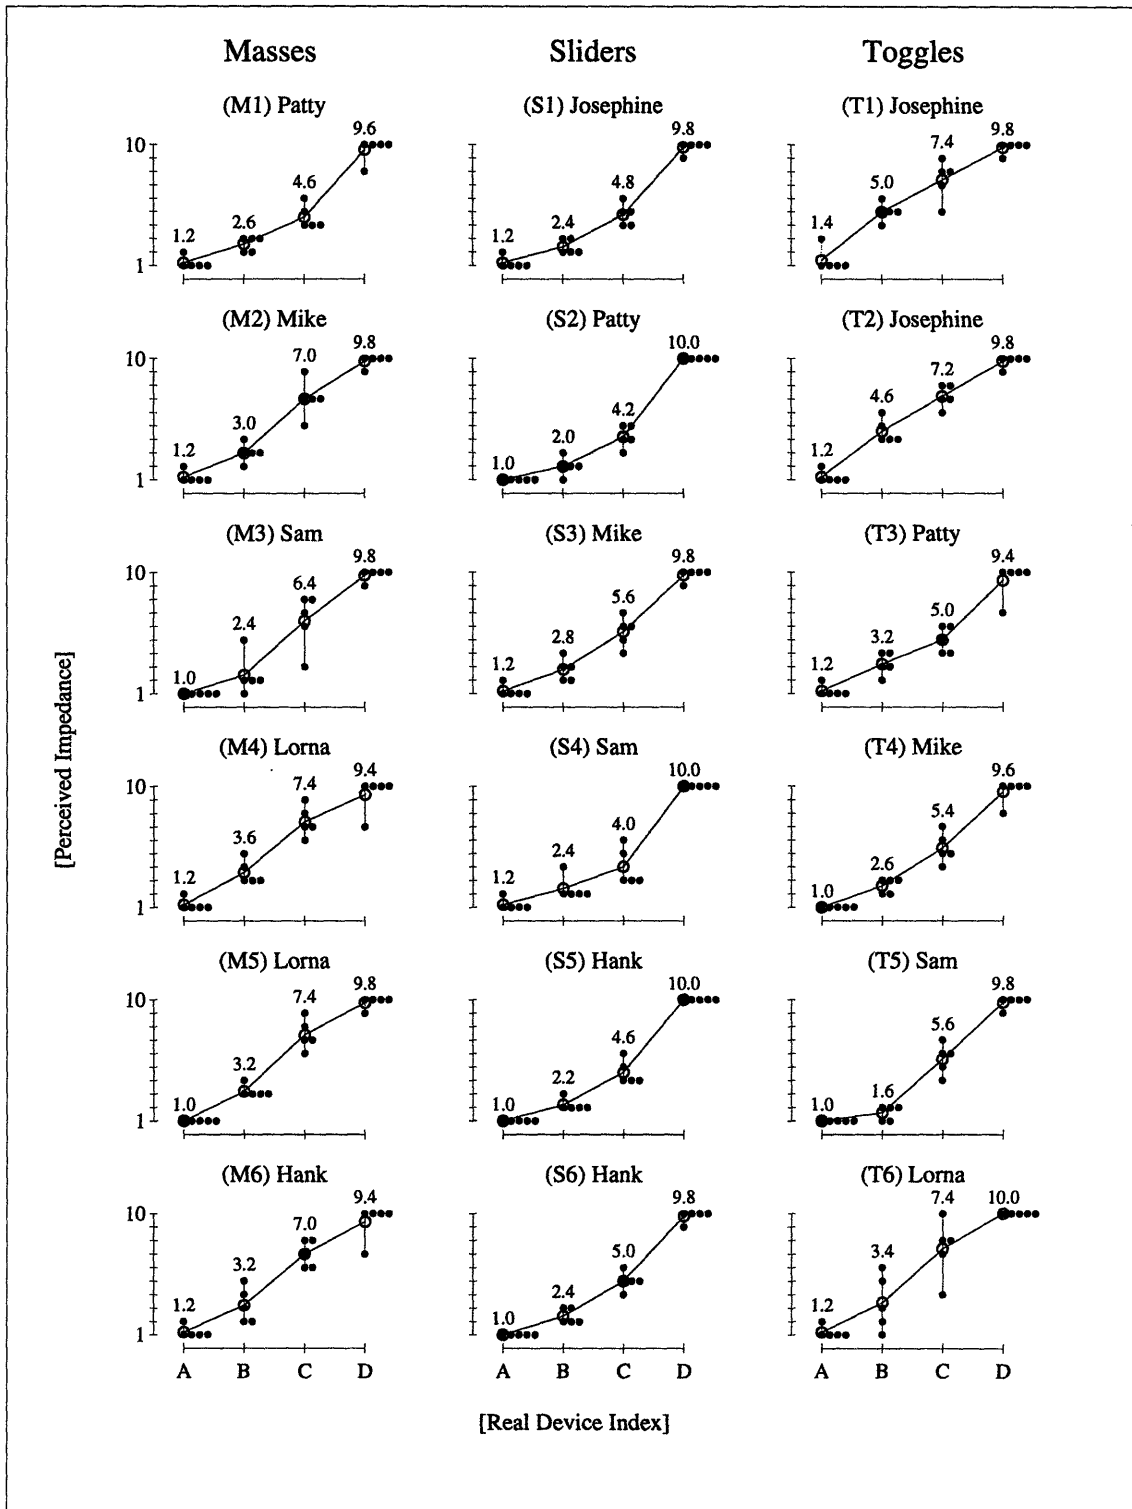 Masses Sliders Toggles
(M1) Patty (S1) Josephine (T1) Josephine
10 1 1.2 2.6 4.6 9.6 1.2 2.4 4.8 9.8 1.4 5.0 7.4 9.8
(M2) Mike (S2) Patty (T2) Josephine
10 1 1.2 3.0 7.0 9.8 1.0 2.0 4.2 10.0 1.2 4.6 7.2 9.8
(M3) Sam (S3) Mike (T3) Patty
10 1 1.0 2.4 6.4 9.8 1.2 2.8 5.6 9.8 1.2 3.2 5.0 9.4
[Perceived Impedance]
(M4) Lorna (S4) Sam (T4) Mike
10 1 1.2 3.6 7.4 9.4 1.2 2.4 4.0 10.0 1.0 2.6 5.4 9.6
(M5) Lorna (S5) Hank (T5) Sam
10 1 1.0 3.2 7.4 9.8 1.0 2.2 4.6 10.0 1.0 1.6 5.6 9.8
(M6) Hank (S6) Hank (T6) Lorna
10 1 1.2 3.2 7.0 9.4 1.0 2.4 5.0 9.8 1.2 3.4 7.4 10.0
A B C D A B C D A B C D
[Real Device Index]